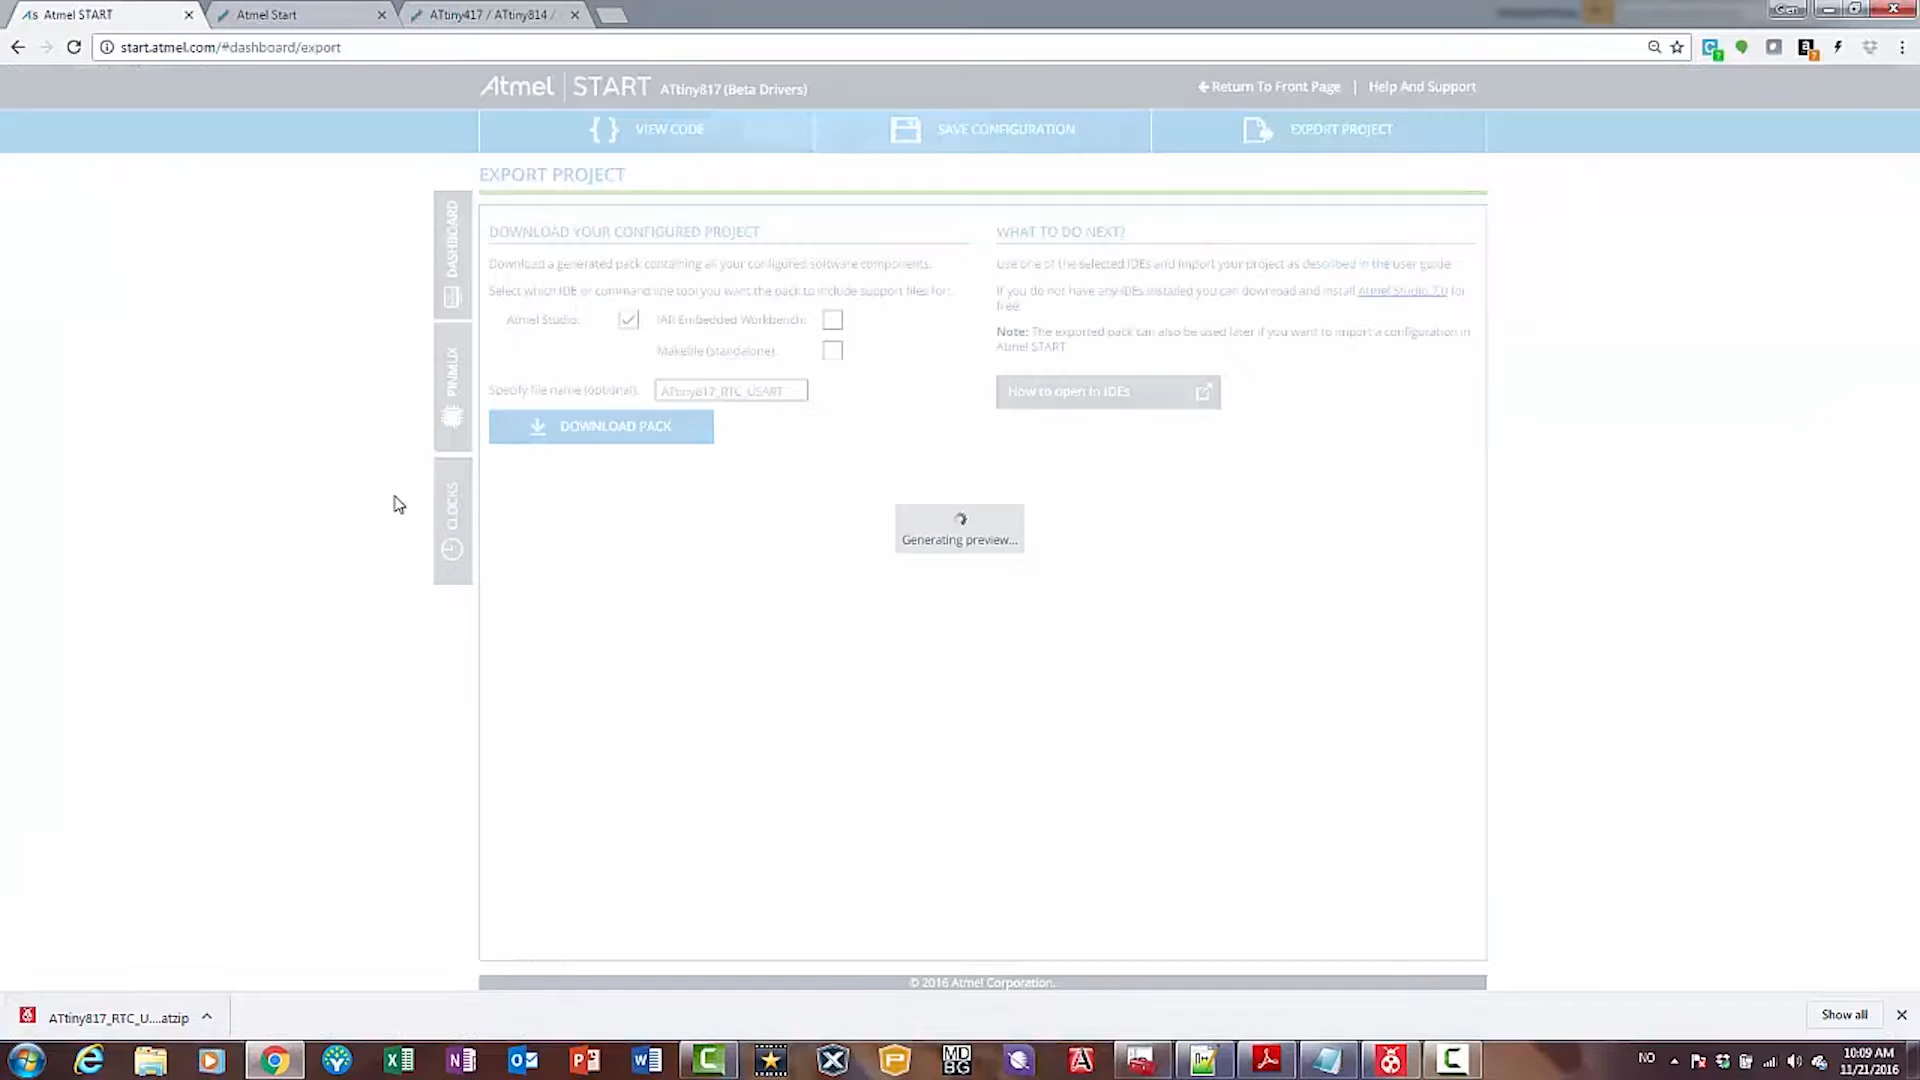 As Atmel START
Atmel Start
ATtiny417 / ATtiny814 /
start.atmel.com/#dashboard/export
Atmel START ATtiny817 (Beta Drivers)
Return To Front Page | Help And Support
VIEW CODE
SAVE CONFIGURATION
EXPORT PROJECT
EXPORT PROJECT
DASHBOARD
PINMUX
CLOCKS
DOWNLOAD YOUR CONFIGURED PROJECT
Download a generated pack containing all your configured software components.
Select which IDE or command line tool you want the pack to include support files for:
Atmel Studio:
IAR Embedded Workbench:
Makefile (standalone):
Specify file name (optional):
ATtiny817_RTC_USART
DOWNLOAD PACK
WHAT TO DO NEXT?
Use one of the selected IDEs and import your project as described in the user guide
If you do not have any IDEs installed you can download and install Atmel Studio 7.0 for
free.
Note: The exported pack can also be used later if you want to import a configuration in
Atmel START
How to open in IDEs
Generating preview...
© 2016 Atmel Corporation.
ATtiny817_RTC_U....atzip
Show all
MD
BG
NO
10:09 AM
11/21/2016